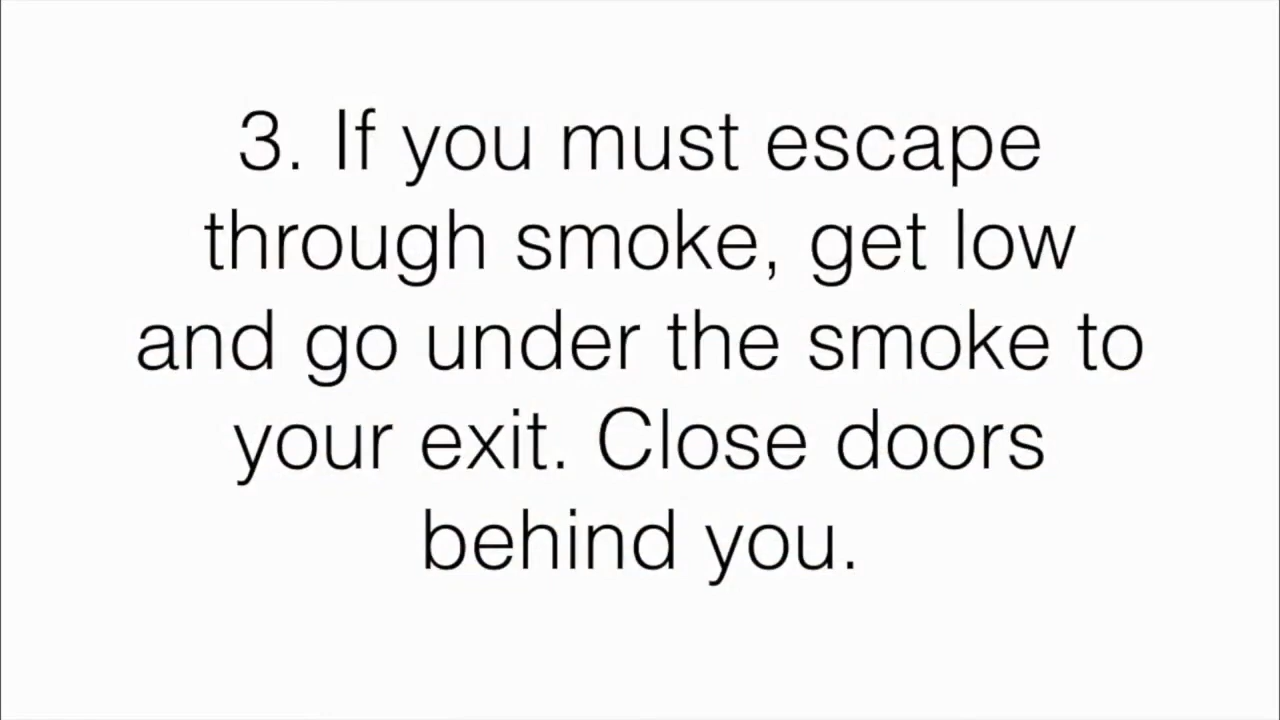 3. If you must escape
through smoke, get low
and go under the smoke to
your exit. Close doors
behind you.